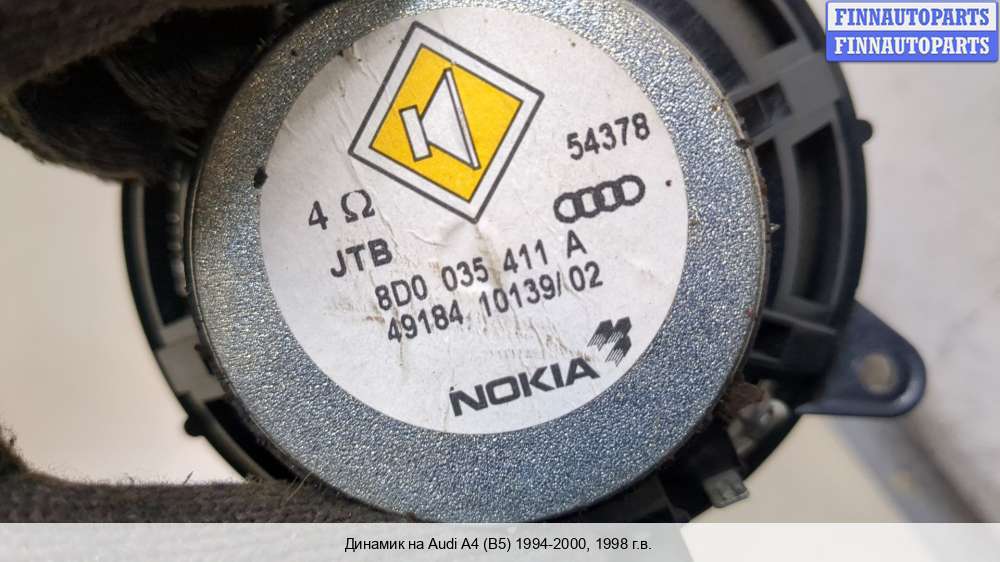 FINNAUTOPARTS
FINNAUTOPARTS
54378
4 Ω
JTB
8D0 035 411 A
49184 10139/02
NOKIA
Динамик на Audi A4 (B5) 1994-2000, 1998 г.в.